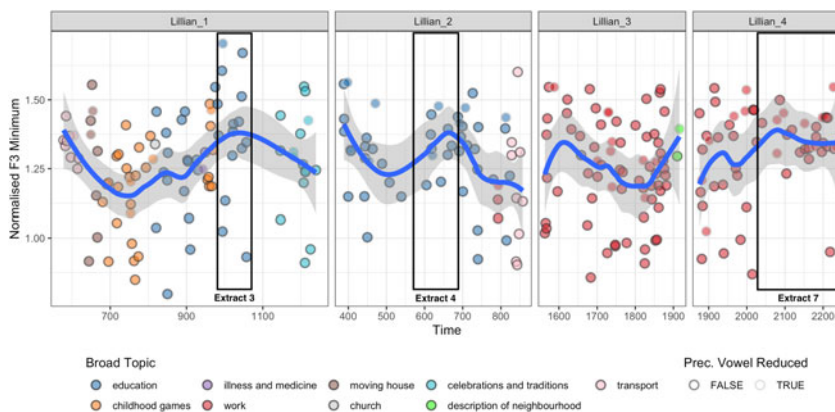 Lillian_1 Lillian_2 Lillian_3 Lillian_4
Normalised F3 Minimum
1.50
1.25
1.00
Extract 3 Extract 4 Extract 7
700 900 1100 400 500 600 700 800 1600 1700 1800 1900 1900 2000 2100 2200
Time
Broad Topic Prec. Vowel Reduced
education illness and medicine moving house celebrations and traditions transport FALSE TRUE
childhood games work church description of neighbourhood